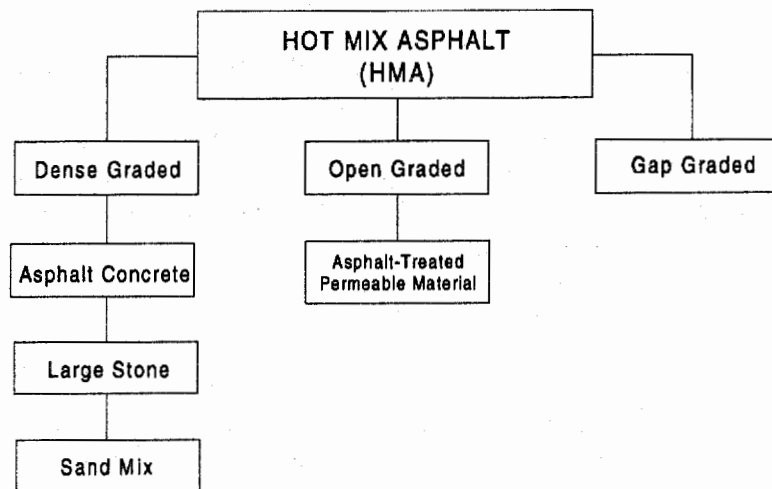 HOT MIX ASPHALT
(HMA)
Dense Graded
Open Graded
Gap Graded
Asphalt Concrete
Asphalt-Treated
Permeable Material
Large Stone
Sand Mix